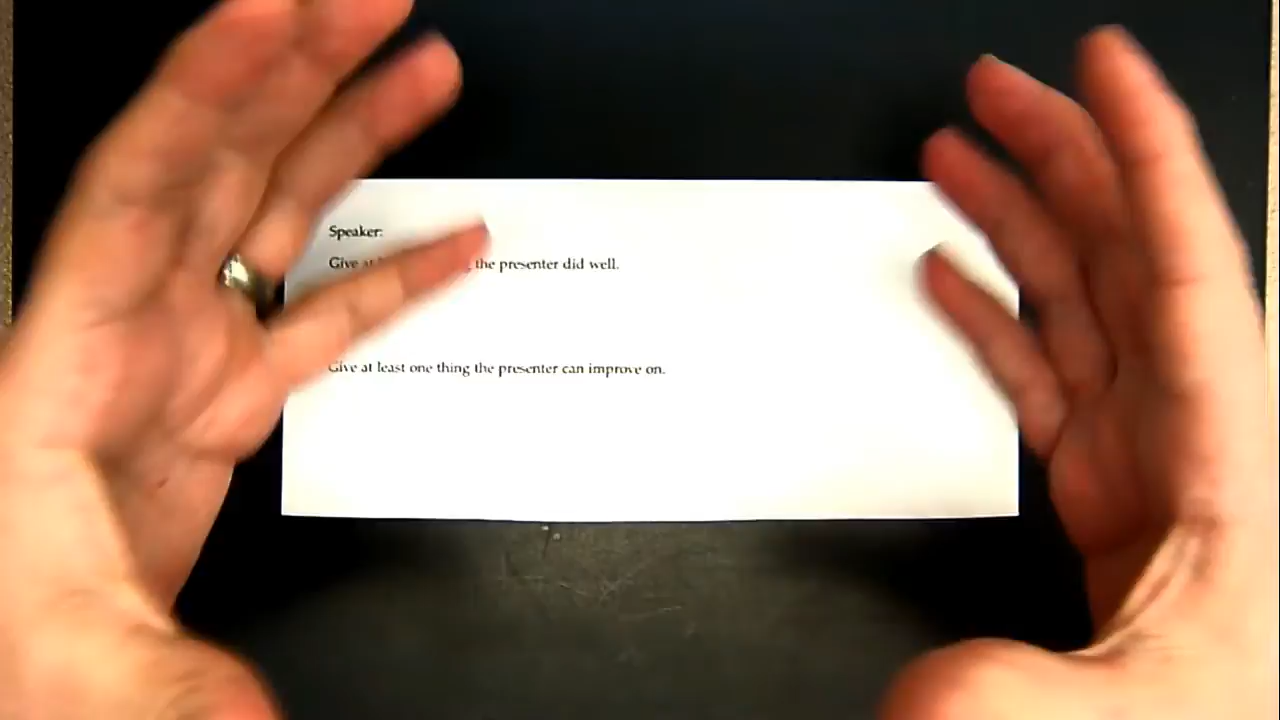 Speaker:
Give at the presenter did well.
Give at least one thing the presenter can improve on.